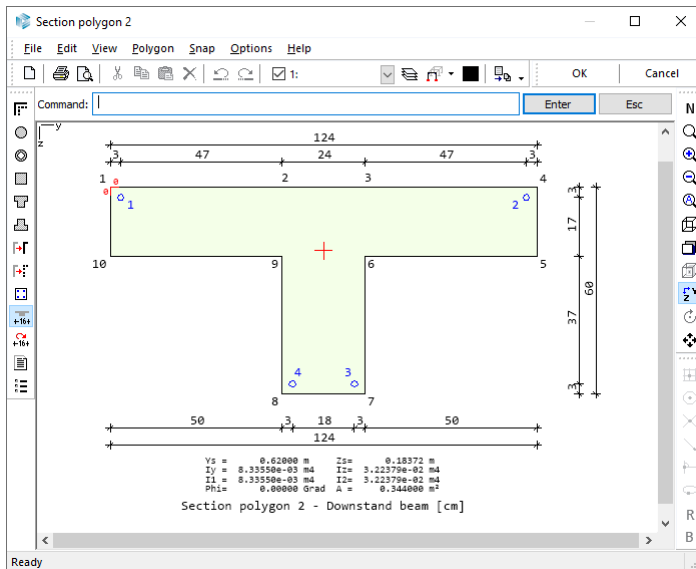 Section polygon 2
File Edit View Polygon Snap Options Help
1: OK Cancel
Command: Enter Esc
N
y
z
124
3 47 24 47 3
1 0 2 3 4
0
1 2
3
17
10 9 6 5
60
37
4 3
3
8 7
50 3 18 3 50
124
Ys = 0.62000 m Zs= 0.18372 m
Iy = 8.33550e-03 m4 Iz= 3.22379e-02 m4
I1 = 8.33550e-03 m4 I2= 3.22379e-02 m4
Phi= 0.00000 Grad A = 0.344000 m²
Section polygon 2 - Downstand beam [cm]
+16+
+16+
A
Y
Z
R
B
Ready